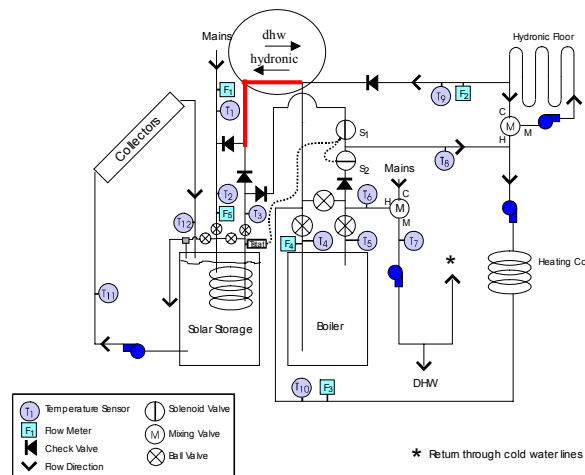 dhw
hydronic
Mains
Hydronic Floor
F1
T1
T9
F2
C
M
M
H
S1
S2
T8
Collectors
Mains
T2
F5
T3
T6
C
H
M
M
T12
Tstat
F4
T4
T5
T7
*
Heating Co
T11
Solar Storage
Boiler
DHW
T10
F3
T1 Temperature Sensor
Solenoid Valve
F1 Flow Meter
M Mixing Valve
Check Valve
Ball Valve
Flow Direction
* Retum through cold water lines